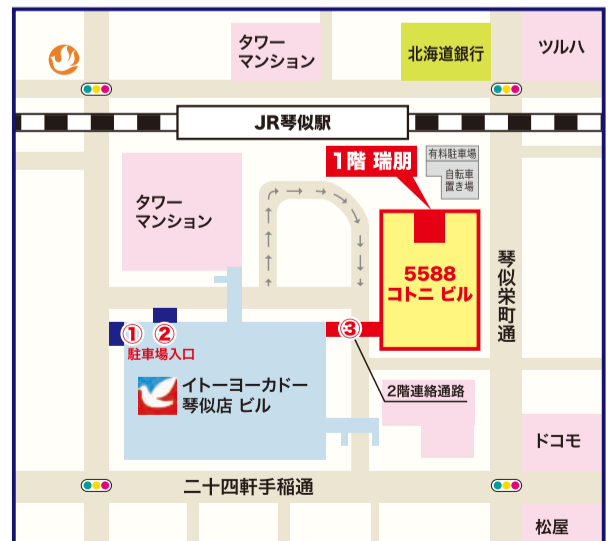 タワー
マンション
北海道銀行
ツルハ
JR琴似駅
1階 瑞朋
有料駐車場
自転車
置き場
タワー
マンション
5588
コトニ ビル
琴似栄町通
①
②
③
駐車場入口
イトーヨーカドー
琴似店 ビル
2階連絡通路
ドコモ
二十四軒手稲通
松屋